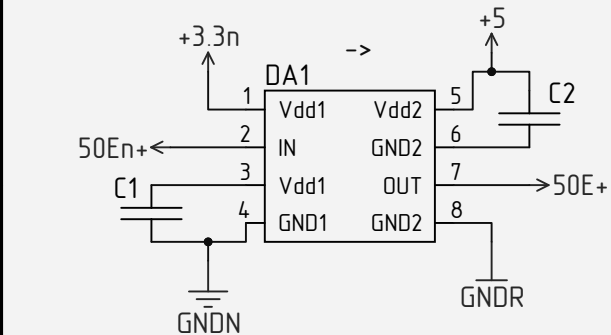 +3.3n
->
+5
DA1
1 Vdd1 Vdd2 5
C2
2 IN GND2 6
50En+
3 Vdd1 OUT 7
50E+
C1
4 GND1 GND2 8
GNDR
GNDN